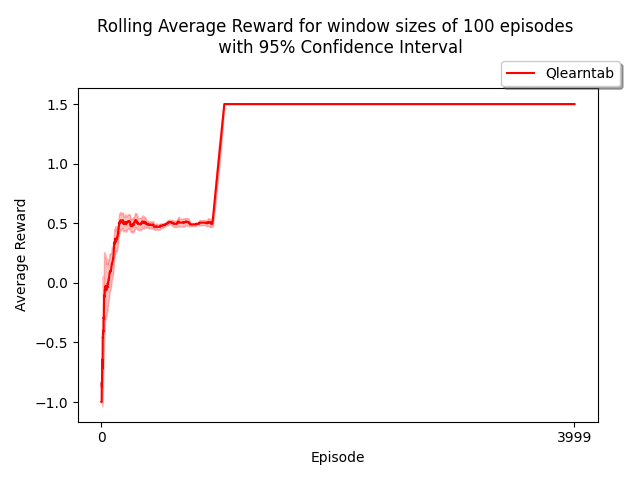 Rolling Average Reward for window sizes of 100 episodes
with 95% Confidence Interval
Qlearntab
1.5
1.0
0.5
0.0
−0.5
−1.0
Average Reward
0
3999
Episode